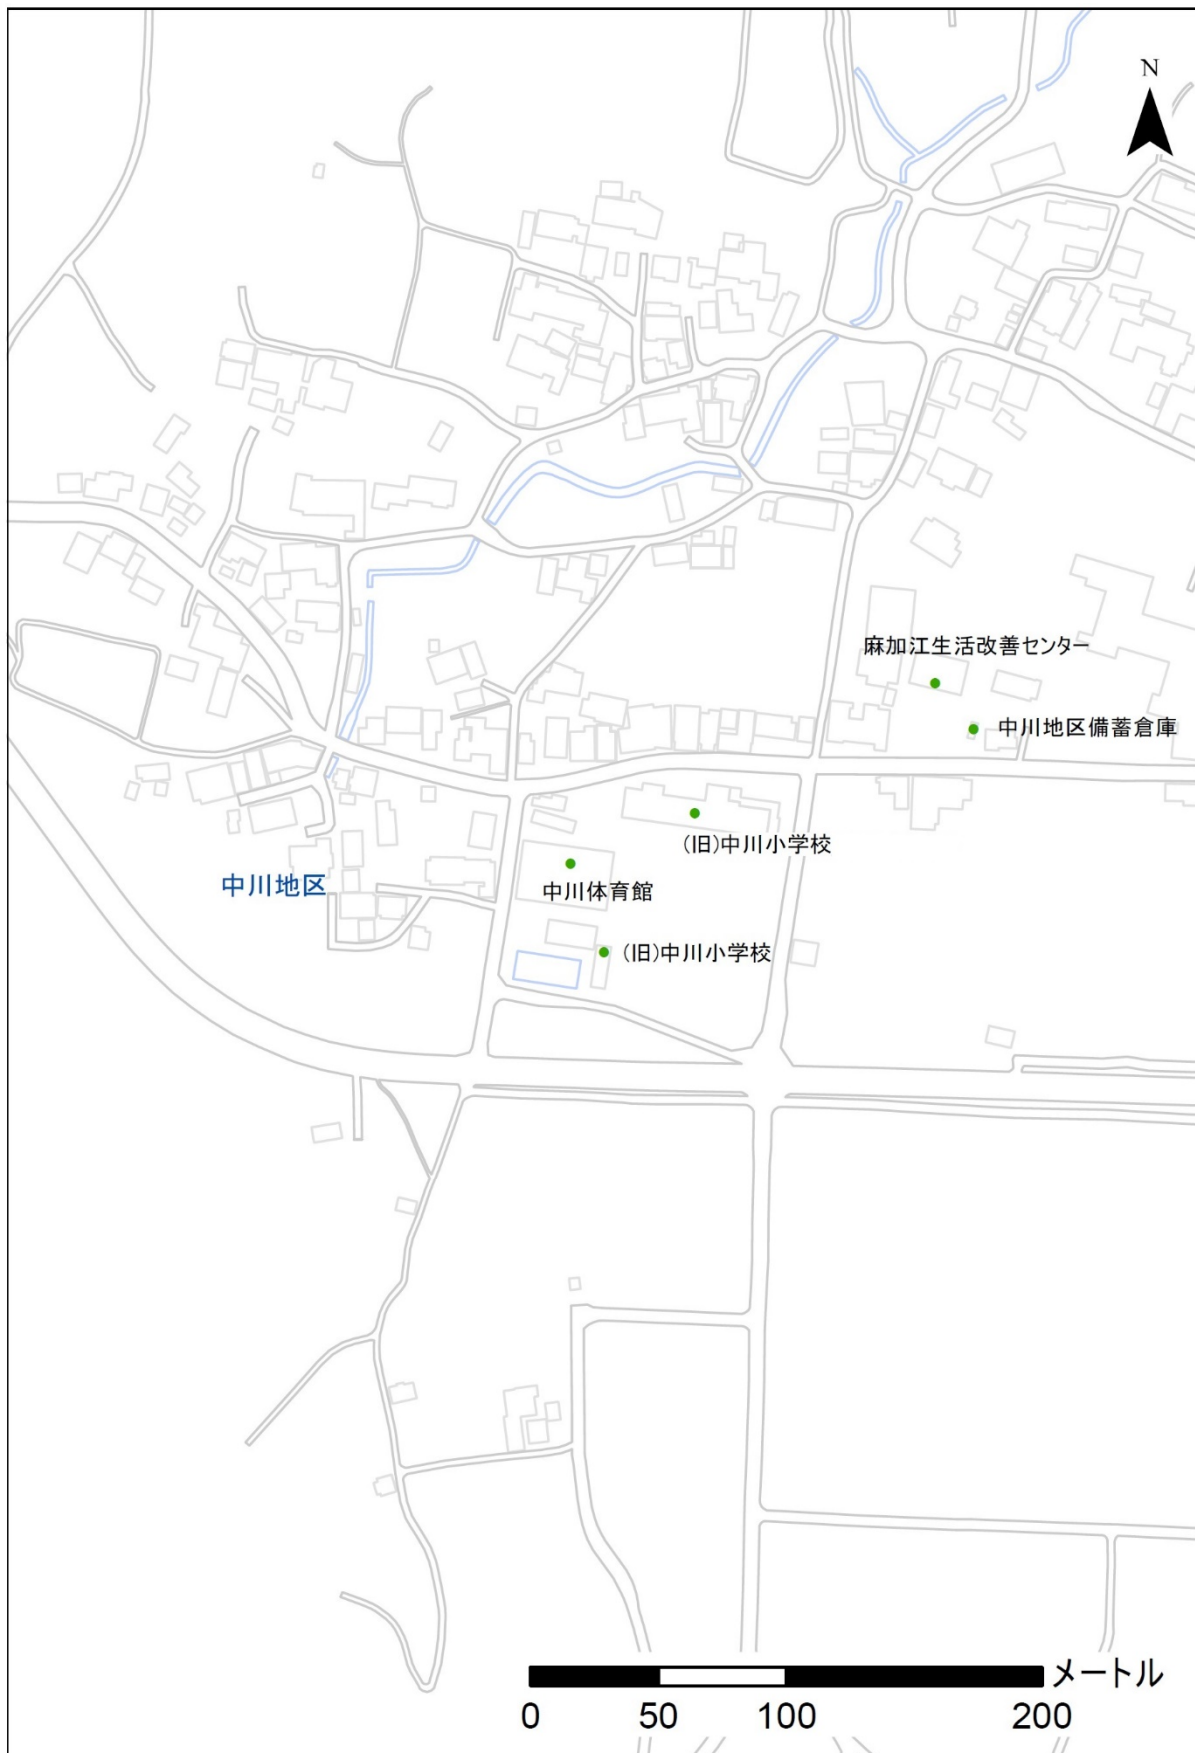 N
麻加江生活改善センター
中川地区備蓄倉庫
(旧)中川小学校
中川地区
中川体育館
(旧)中川小学校
メートル
0 50 100 200